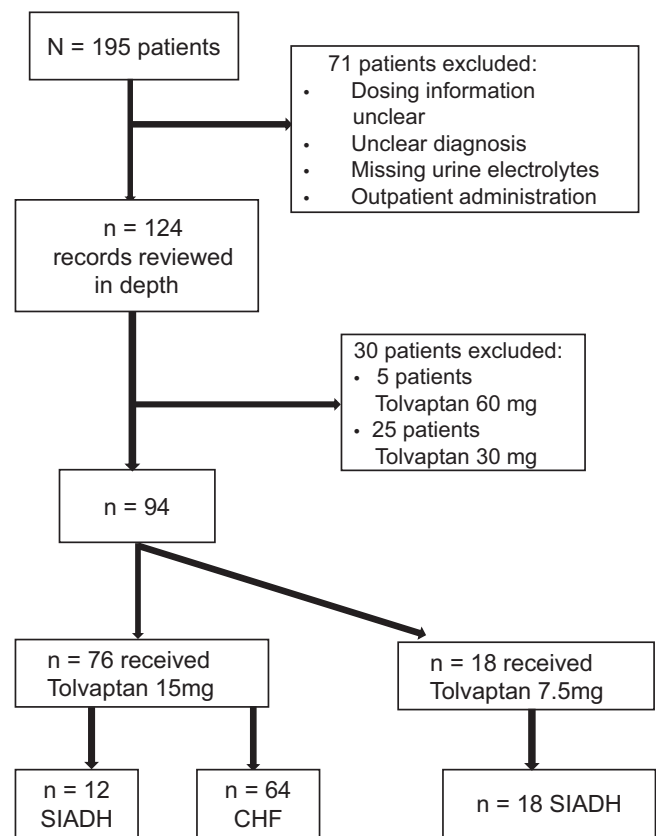 N = 195 patients
71 patients excluded:
• Dosing information
unclear
• Unclear diagnosis
• Missing urine electrolytes
• Outpatient administration
n = 124
records reviewed
in depth
30 patients excluded:
• 5 patients
Tolvaptan 60 mg
• 25 patients
Tolvaptan 30 mg
n = 94
n = 76 received
Tolvaptan 15mg
n = 18 received
Tolvaptan 7.5mg
n = 12
SIADH
n = 64
CHF
n = 18 SIADH